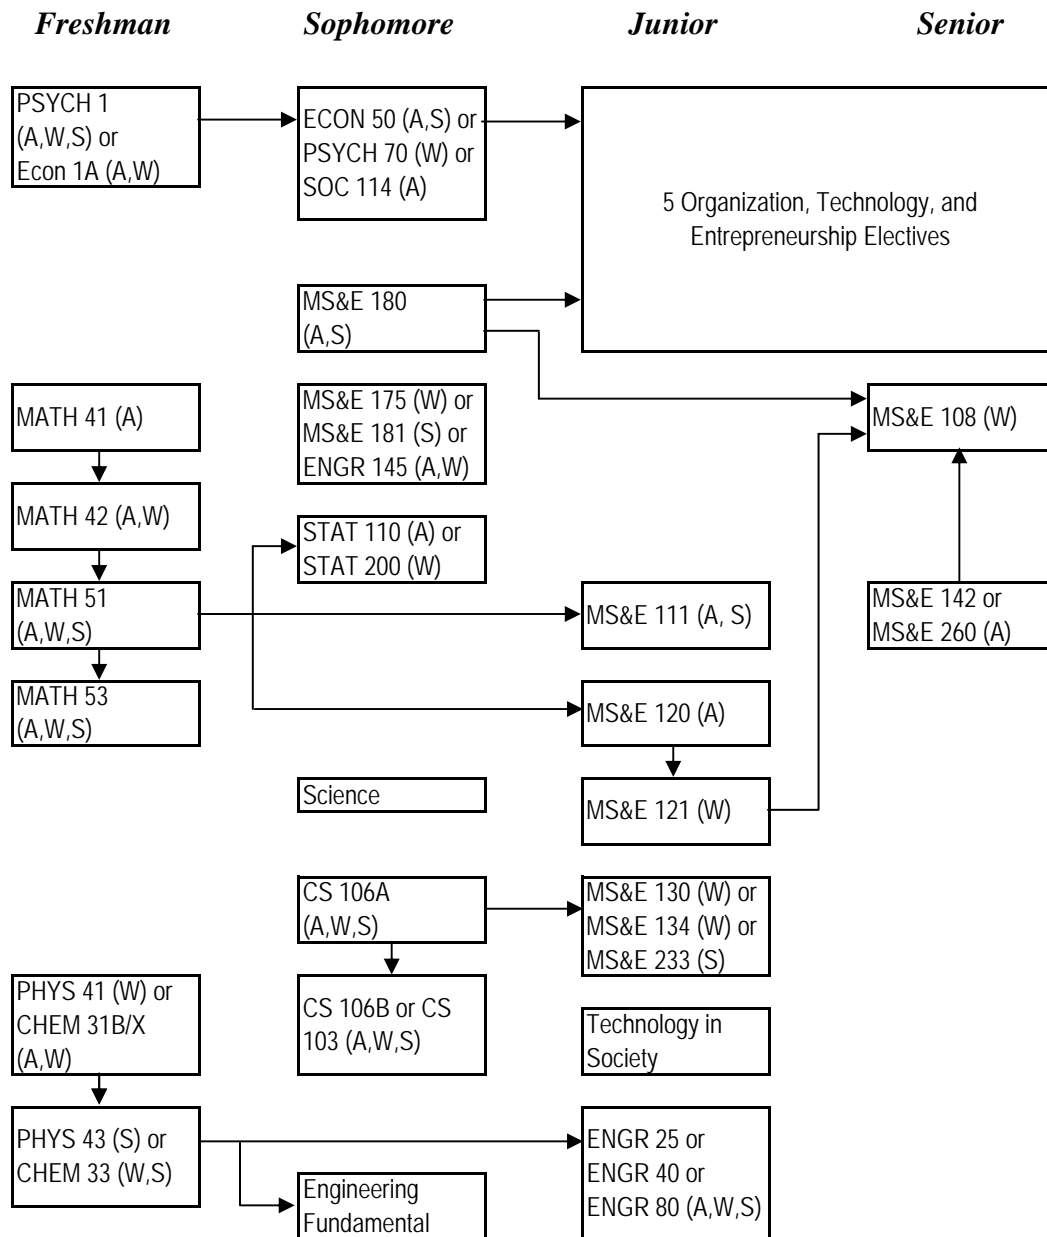 Freshman Sophomore Junior Senior
PSYCH 1
(A,W,S) or
Econ 1A (A,W)
ECON 50 (A,S) or
PSYCH 70 (W) or
SOC 114 (A)
5 Organization, Technology, and
Entrepreneurship Electives
MS&E 180
(A,S)
MATH 41 (A)
MS&E 175 (W) or
MS&E 181 (S) or
ENGR 145 (A,W)
MS&E 108 (W)
MATH 42 (A,W)
STAT 110 (A) or
STAT 200 (W)
MATH 51
(A,W,S)
MS&E 111 (A, S)
MS&E 142 or
MS&E 260 (A)
MATH 53
(A,W,S)
MS&E 120 (A)
Science
MS&E 121 (W)
CS 106A
(A,W,S)
MS&E 130 (W) or
MS&E 134 (W) or
MS&E 233 (S)
PHYS 41 (W) or
CHEM 31B/X
(A,W)
CS 106B or CS
103 (A,W,S)
Technology in
Society
PHYS 43 (S) or
CHEM 33 (W,S)
ENGR 25 or
ENGR 40 or
ENGR 80 (A,W,S)
Engineering
Fundamental